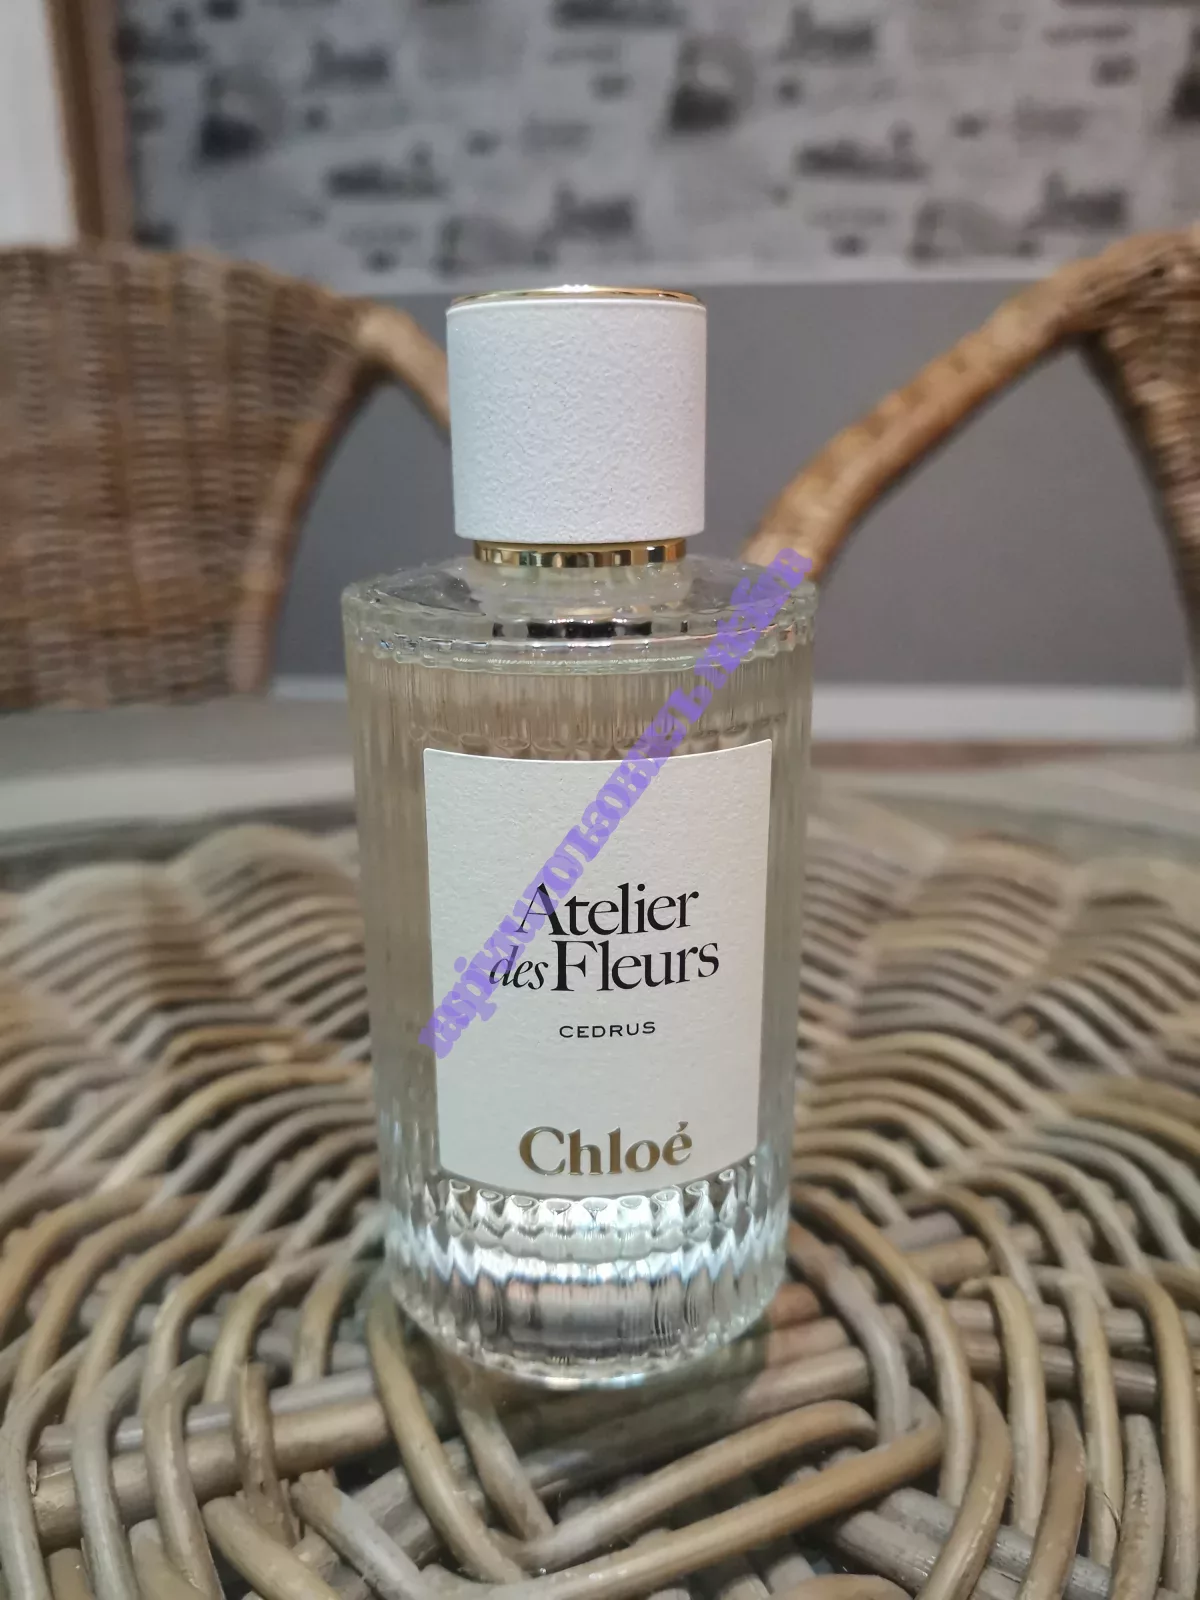 Atelier
des Fleurs
CEDRUS
Chloé